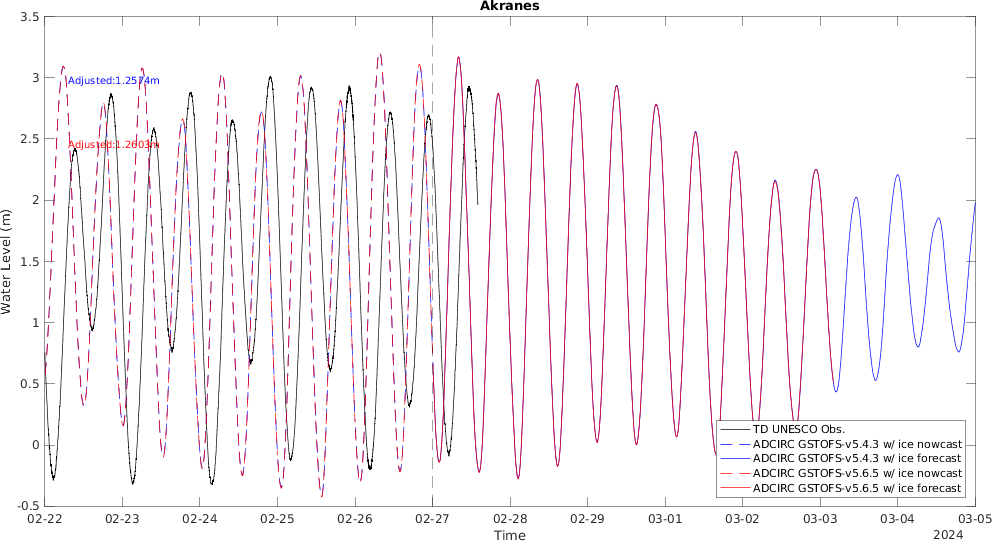 Akranes
3.5
3
2.5
2
1.5
1
0.5
0
-0.5
Water Level (m)
Adjusted:1.2574m
Adjusted:1.2603m
TD UNESCO Obs.
ADCIRC GSTOFS-v5.4.3 w/ ice nowcast
ADCIRC GSTOFS-v5.4.3 w/ ice forecast
ADCIRC GSTOFS-v5.6.5 w/ ice nowcast
ADCIRC GSTOFS-v5.6.5 w/ ice forecast
02-22 02-23 02-24 02-25 02-26 02-27 02-28 02-29 03-01 03-02 03-03 03-04 03-05
Time
2024